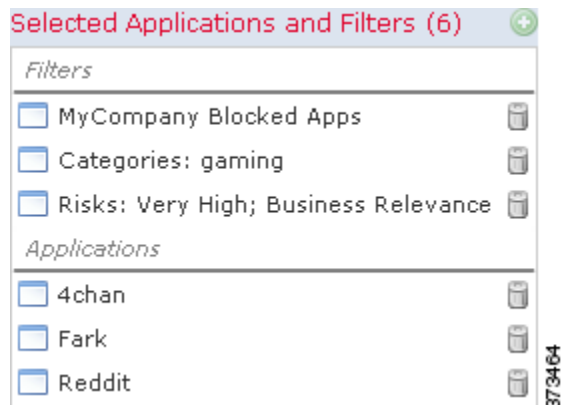 Selected Applications and Filters (6)
Filters
MyCompany Blocked Apps
Categories: gaming
Risks: Very High; Business Relevance
Applications
4chan
Fark
Reddit
373464